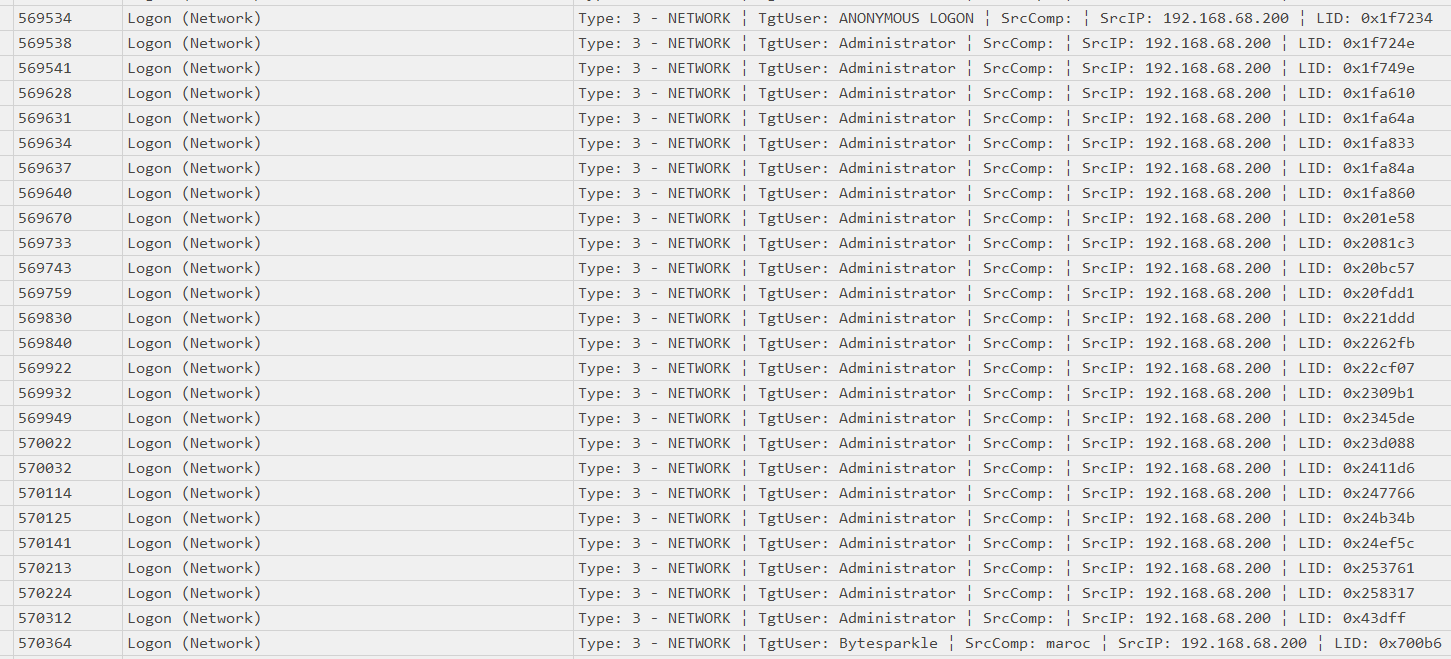 569534 Logon (Network) Type: 3 - NETWORK ¦ TgtUser: ANONYMOUS LOGON ¦ SrcComp: ¦ SrcIP: 192.168.68.200 ¦ LID: 0x1f7234
569538 Logon (Network) Type: 3 - NETWORK ¦ TgtUser: Administrator ¦ SrcComp: ¦ SrcIP: 192.168.68.200 ¦ LID: 0x1f724e
569541 Logon (Network) Type: 3 - NETWORK ¦ TgtUser: Administrator ¦ SrcComp: ¦ SrcIP: 192.168.68.200 ¦ LID: 0x1f749e
569628 Logon (Network) Type: 3 - NETWORK ¦ TgtUser: Administrator ¦ SrcComp: ¦ SrcIP: 192.168.68.200 ¦ LID: 0x1fa610
569631 Logon (Network) Type: 3 - NETWORK ¦ TgtUser: Administrator ¦ SrcComp: ¦ SrcIP: 192.168.68.200 ¦ LID: 0x1fa64a
569634 Logon (Network) Type: 3 - NETWORK ¦ TgtUser: Administrator ¦ SrcComp: ¦ SrcIP: 192.168.68.200 ¦ LID: 0x1fa833
569637 Logon (Network) Type: 3 - NETWORK ¦ TgtUser: Administrator ¦ SrcComp: ¦ SrcIP: 192.168.68.200 ¦ LID: 0x1fa84a
569640 Logon (Network) Type: 3 - NETWORK ¦ TgtUser: Administrator ¦ SrcComp: ¦ SrcIP: 192.168.68.200 ¦ LID: 0x1fa860
569670 Logon (Network) Type: 3 - NETWORK ¦ TgtUser: Administrator ¦ SrcComp: ¦ SrcIP: 192.168.68.200 ¦ LID: 0x201e58
569733 Logon (Network) Type: 3 - NETWORK ¦ TgtUser: Administrator ¦ SrcComp: ¦ SrcIP: 192.168.68.200 ¦ LID: 0x2081c3
569743 Logon (Network) Type: 3 - NETWORK ¦ TgtUser: Administrator ¦ SrcComp: ¦ SrcIP: 192.168.68.200 ¦ LID: 0x20bc57
569759 Logon (Network) Type: 3 - NETWORK ¦ TgtUser: Administrator ¦ SrcComp: ¦ SrcIP: 192.168.68.200 ¦ LID: 0x20fdd1
569830 Logon (Network) Type: 3 - NETWORK ¦ TgtUser: Administrator ¦ SrcComp: ¦ SrcIP: 192.168.68.200 ¦ LID: 0x221ddd
569840 Logon (Network) Type: 3 - NETWORK ¦ TgtUser: Administrator ¦ SrcComp: ¦ SrcIP: 192.168.68.200 ¦ LID: 0x2262fb
569922 Logon (Network) Type: 3 - NETWORK ¦ TgtUser: Administrator ¦ SrcComp: ¦ SrcIP: 192.168.68.200 ¦ LID: 0x22cf07
569932 Logon (Network) Type: 3 - NETWORK ¦ TgtUser: Administrator ¦ SrcComp: ¦ SrcIP: 192.168.68.200 ¦ LID: 0x2309b1
569949 Logon (Network) Type: 3 - NETWORK ¦ TgtUser: Administrator ¦ SrcComp: ¦ SrcIP: 192.168.68.200 ¦ LID: 0x2345de
570022 Logon (Network) Type: 3 - NETWORK ¦ TgtUser: Administrator ¦ SrcComp: ¦ SrcIP: 192.168.68.200 ¦ LID: 0x23d088
570032 Logon (Network) Type: 3 - NETWORK ¦ TgtUser: Administrator ¦ SrcComp: ¦ SrcIP: 192.168.68.200 ¦ LID: 0x2411d6
570114 Logon (Network) Type: 3 - NETWORK ¦ TgtUser: Administrator ¦ SrcComp: ¦ SrcIP: 192.168.68.200 ¦ LID: 0x247766
570125 Logon (Network) Type: 3 - NETWORK ¦ TgtUser: Administrator ¦ SrcComp: ¦ SrcIP: 192.168.68.200 ¦ LID: 0x24b34b
570141 Logon (Network) Type: 3 - NETWORK ¦ TgtUser: Administrator ¦ SrcComp: ¦ SrcIP: 192.168.68.200 ¦ LID: 0x24ef5c
570213 Logon (Network) Type: 3 - NETWORK ¦ TgtUser: Administrator ¦ SrcComp: ¦ SrcIP: 192.168.68.200 ¦ LID: 0x253761
570224 Logon (Network) Type: 3 - NETWORK ¦ TgtUser: Administrator ¦ SrcComp: ¦ SrcIP: 192.168.68.200 ¦ LID: 0x258317
570312 Logon (Network) Type: 3 - NETWORK ¦ TgtUser: Administrator ¦ SrcComp: ¦ SrcIP: 192.168.68.200 ¦ LID: 0x43dff
570364 Logon (Network) Type: 3 - NETWORK ¦ TgtUser: Bytesparkle ¦ SrcComp: maroc ¦ SrcIP: 192.168.68.200 ¦ LID: 0x700b6